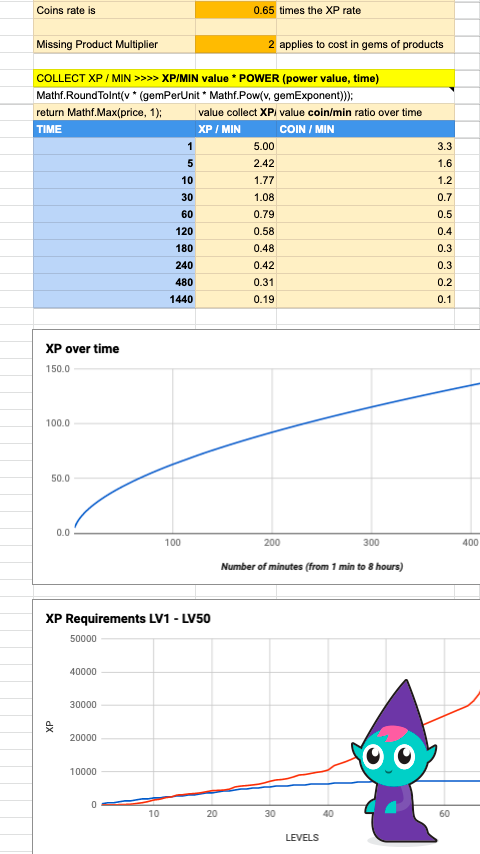 Coins rate is 0.65 times the XP rate
Missing Product Multiplier 2 applies to cost in gems of products
COLLECT XP / MIN >>>> XP/MIN value * POWER (power value, time)
Mathf.RoundToInt(v * (gemPerUnit * Mathf.Pow(v, gemExponent)));
return Mathf.Max(price, 1); value collect XP/ value coin/min ratio over time
TIME XP / MIN COIN / MIN
1 5.00 3.3
5 2.42 1.6
10 1.77 1.2
30 1.08 0.7
60 0.79 0.5
120 0.58 0.4
180 0.48 0.3
240 0.42 0.3
480 0.31 0.2
1440 0.19 0.1
XP over time
150.0
100.0
50.0
0.0
100 200 300 400
Number of minutes (from 1 min to 8 hours)
XP Requirements LV1 - LV50
50000
40000
30000
20000
10000
0
XP
10 20 30 40 60
LEVELS